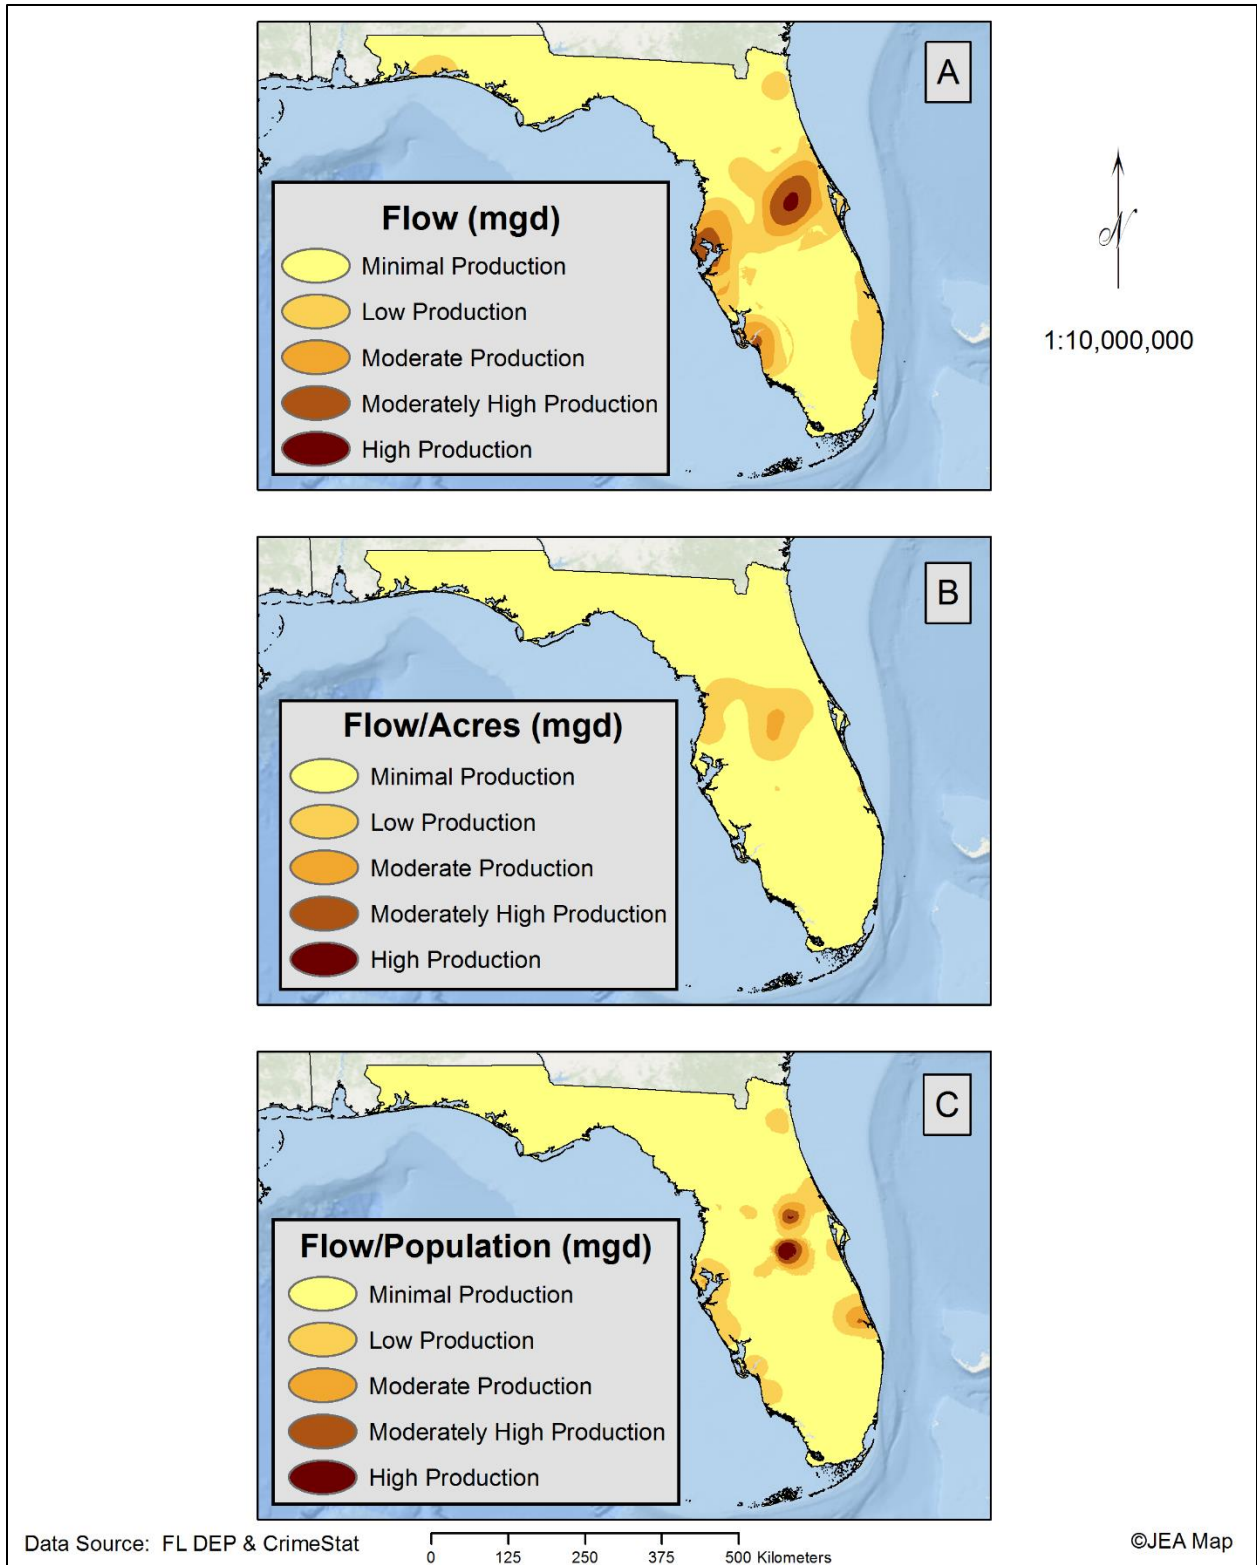 A
Flow (mgd)
Minimal Production
Low Production
Moderate Production
Moderately High Production
High Production
N
1:10,000,000
B
Flow/Acres (mgd)
Minimal Production
Low Production
Moderate Production
Moderately High Production
High Production
C
Flow/Population (mgd)
Minimal Production
Low Production
Moderate Production
Moderately High Production
High Production
Data Source: FL DEP & CrimeStat
0 125 250 375 500 Kilometers
©JEA Map